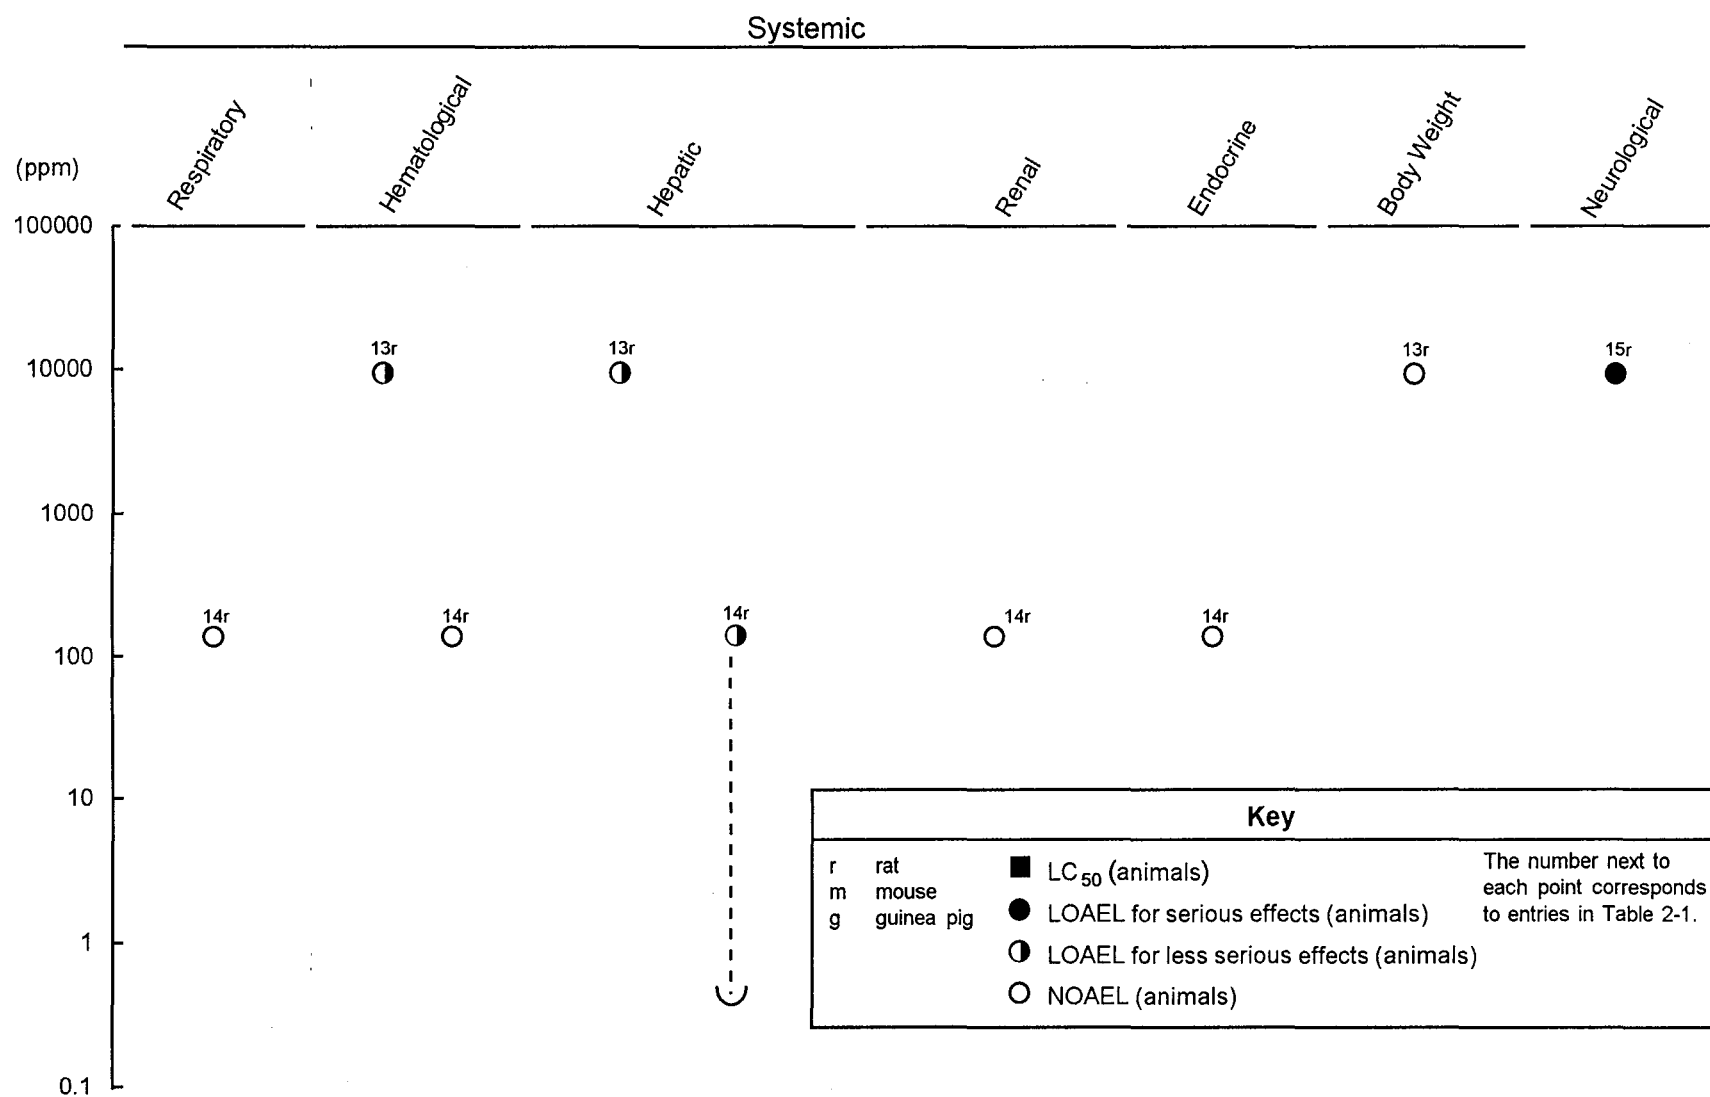 Systemic
Respiratory
Hematological
Hepatic
Renal
Endocrine
Body Weight
Neurological
(ppm)
100000
13r
13r
13r
15r
10000
1000
14r
14r
14r
14r
14r
100
10
1
0.1
Key
r rat
m mouse
g guinea pig
LC50 (animals)
LOAEL for serious effects (animals)
LOAEL for less serious effects (animals)
NOAEL (animals)
The number next to
each point corresponds
to entries in Table 2-1.